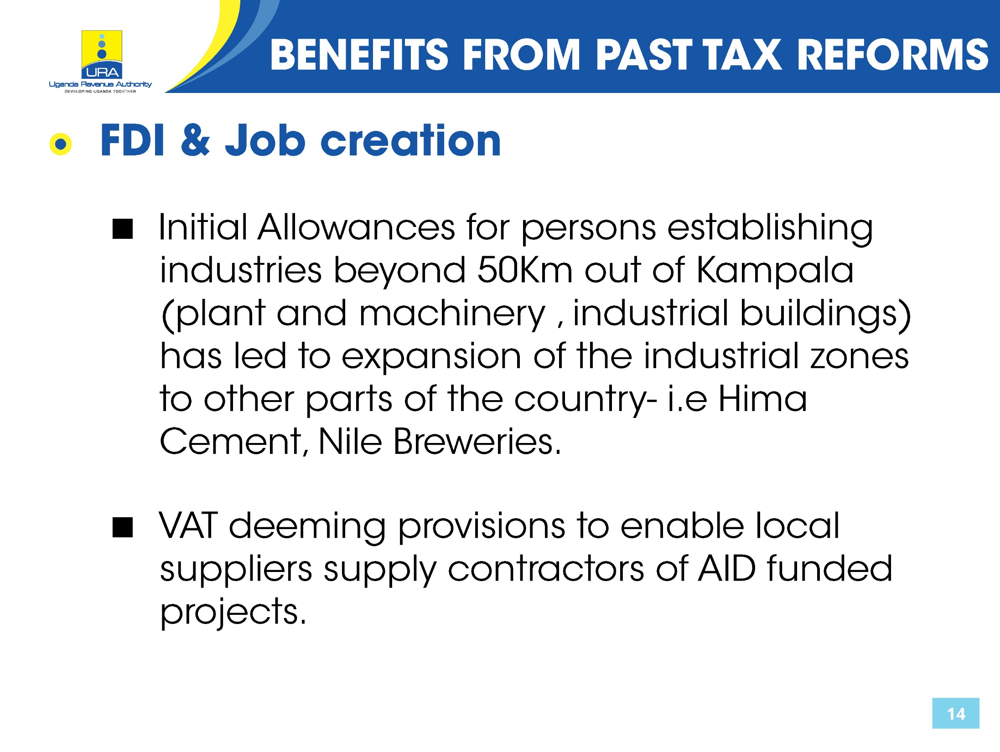 URA
Uganda Revenue Authority
DEVELOPING UGANDA TOGETHER
BENEFITS FROM PAST TAX REFORMS
FDI & Job creation
Initial Allowances for persons establishing
industries beyond 50Km out of Kampala
(plant and machinery , industrial buildings)
has led to expansion of the industrial zones
to other parts of the country- i.e Hima
Cement, Nile Breweries.
VAT deeming provisions to enable local
suppliers supply contractors of AID funded
projects.
14